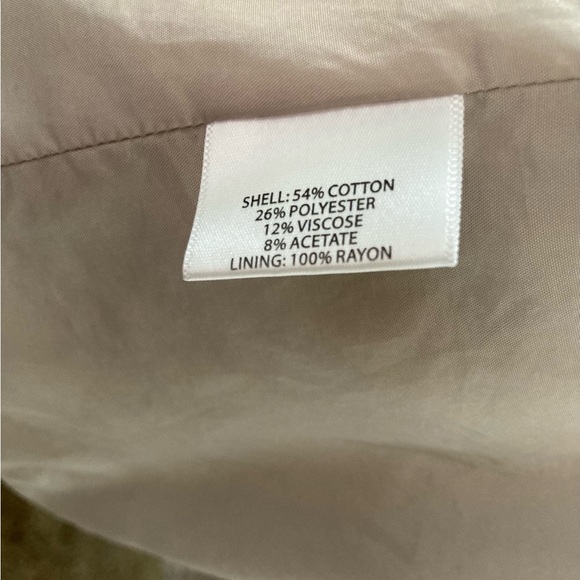 SHELL: 54% COTTON
26% POLYESTER
12% VISCOSE
8% ACETATE
LINING: 100% RAYON